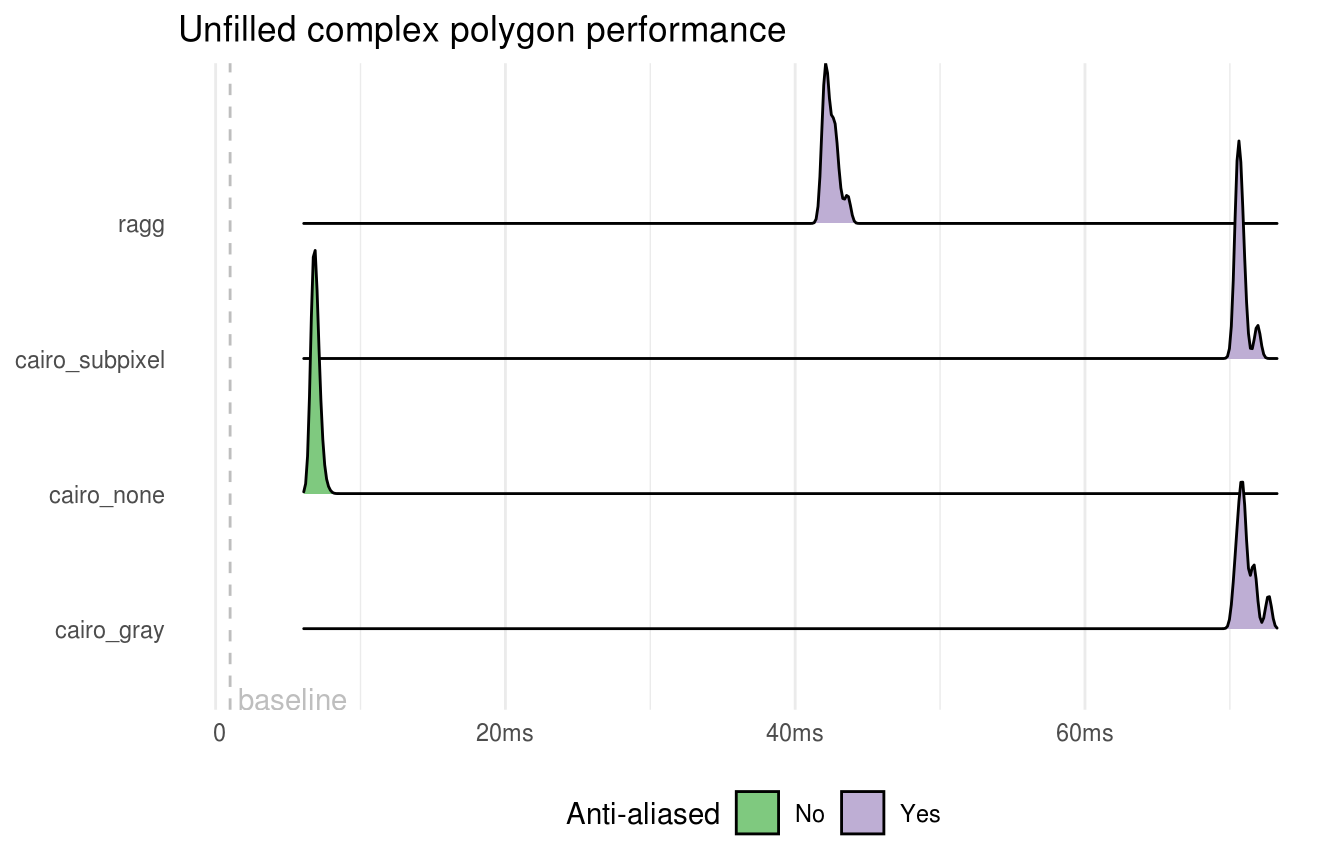 Unfilled complex polygon performance
ragg
cairo_subpixel
cairo_none
cairo_gray
baseline
0 20ms 40ms 60ms
Anti-aliased No Yes